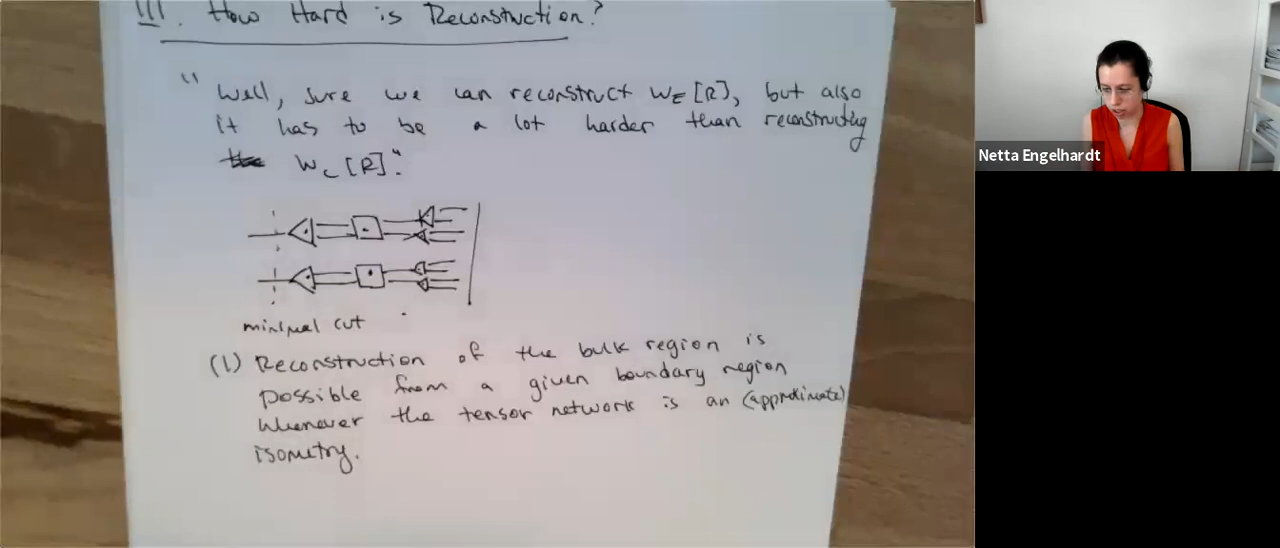 III. How Hard is Reconstruction?
"Well, sure we can reconstruct W_E[R], but also
it has to be a lot harder than reconstructing
W_C[R]."
minimal cut
(1) Reconstruction of the bulk region is
possible from a given boundary region
whenever the tensor network is an (approximate)
isometry.
Netta Engelhardt